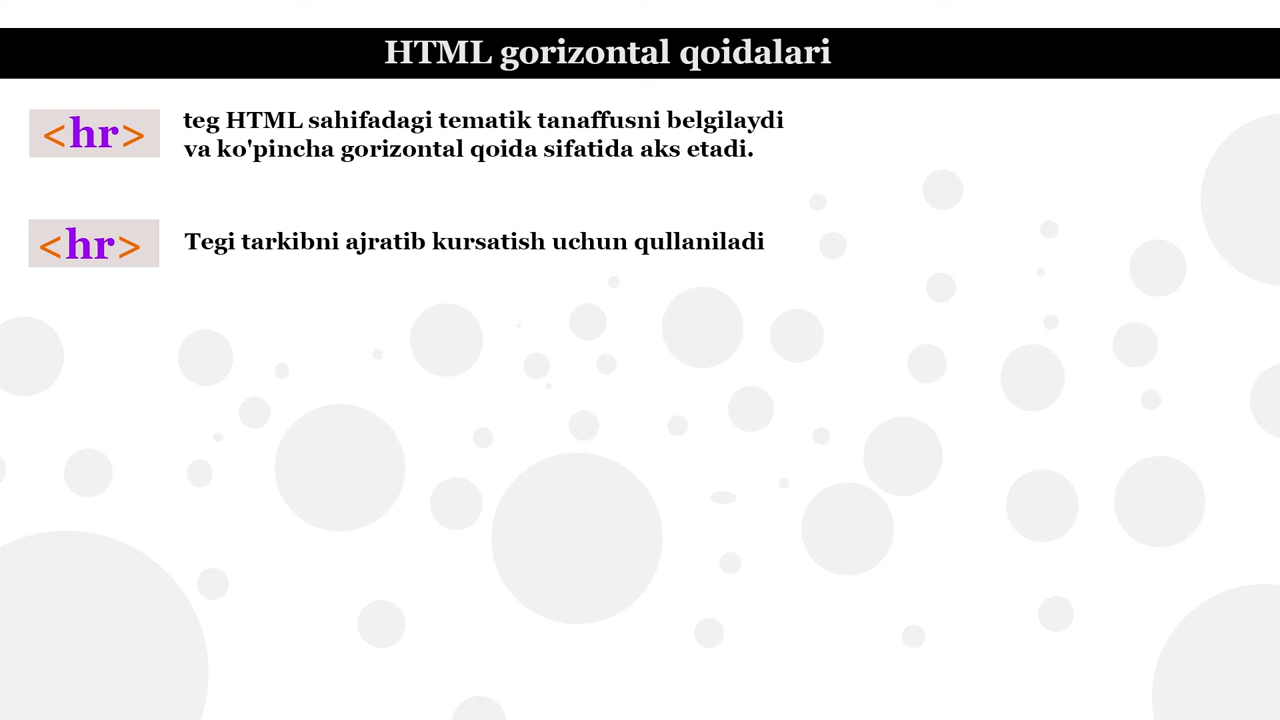 HTML gorizontal qoidalari
<hr> teg HTML sahifadagi tematik tanaffusni belgilaydi
va ko'pincha gorizontal qoida sifatida aks etadi.
<hr> Tegi tarkibni ajratib kursatish uchun qullaniladi